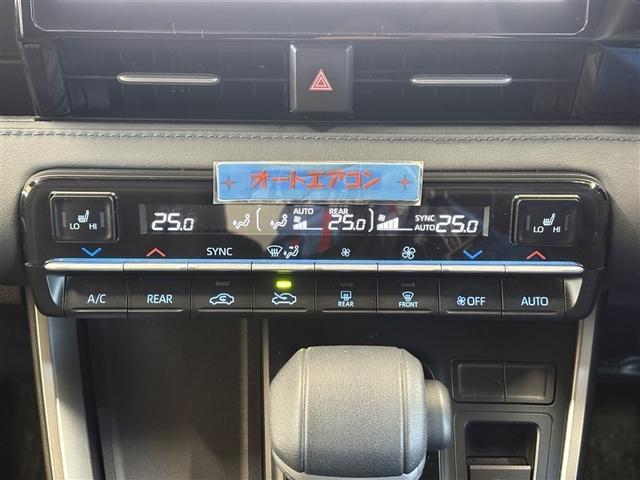 オートエアコン
LO HI
25.0
AUTO REAR 25.0
SYNC AUTO 25.0
LO HI
SYNC
A/C
REAR
REAR
FRONT
OFF
AUTO